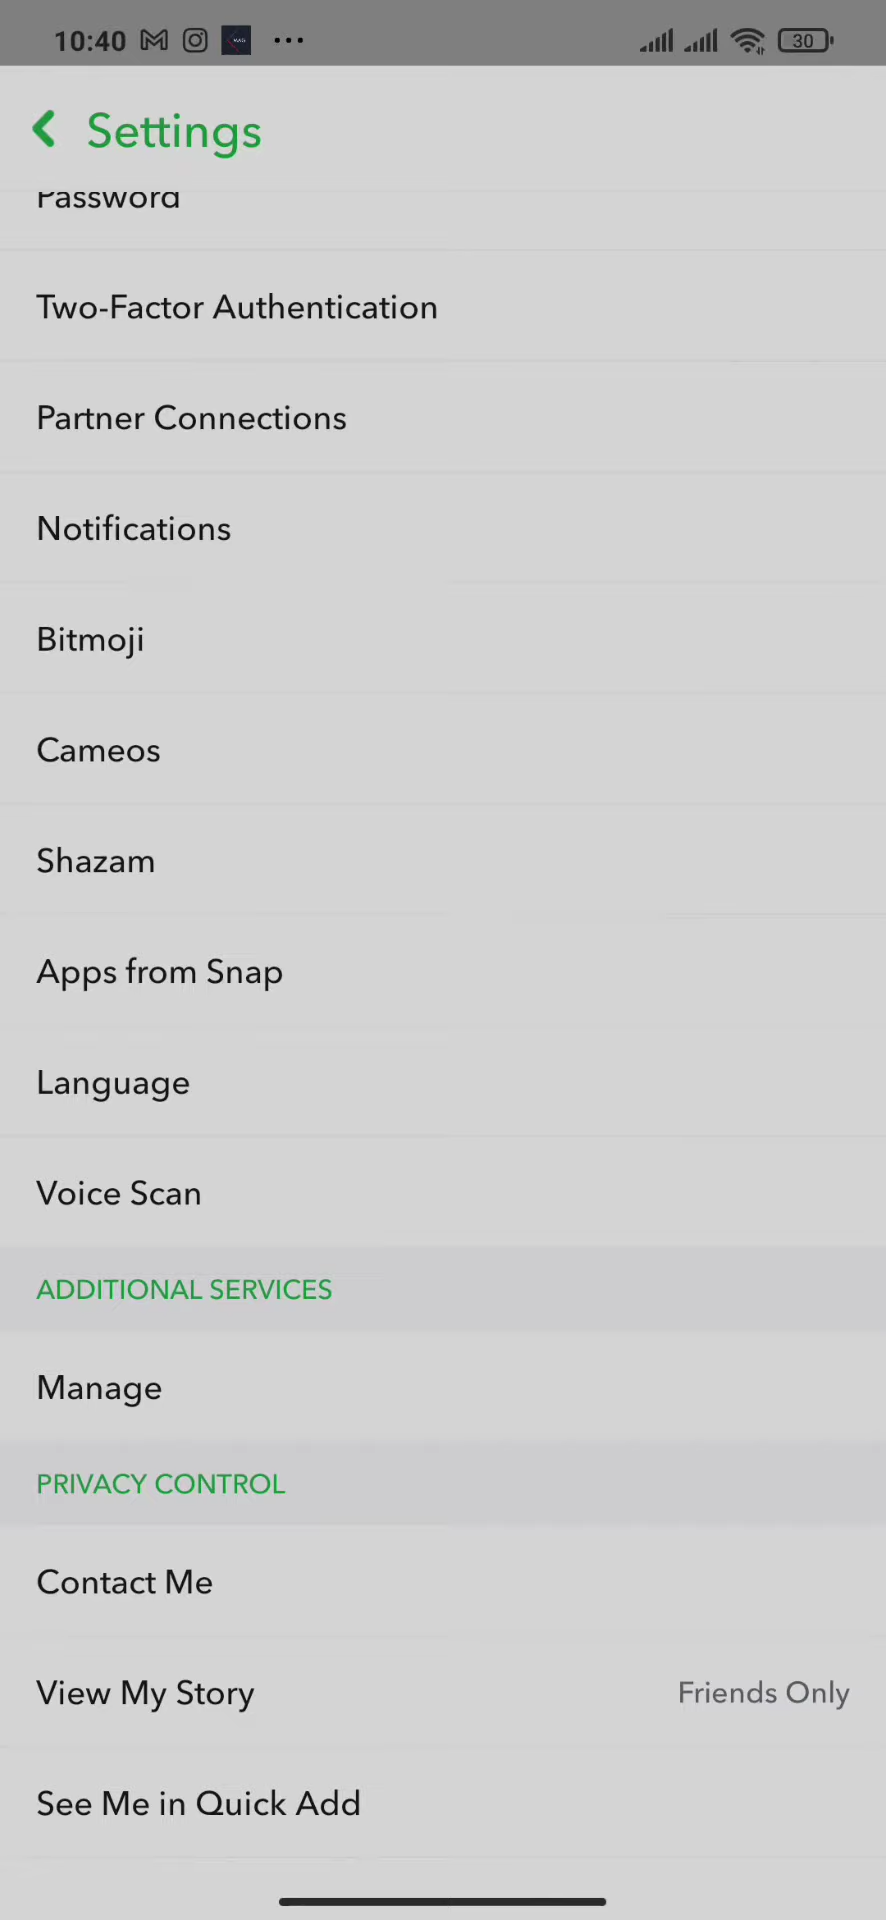 10:40
30
Settings
Password
Two-Factor Authentication
Partner Connections
Notifications
Bitmoji
Cameos
Shazam
Apps from Snap
Language
Voice Scan
ADDITIONAL SERVICES
Manage
PRIVACY CONTROL
Contact Me
View My Story Friends Only
See Me in Quick Add